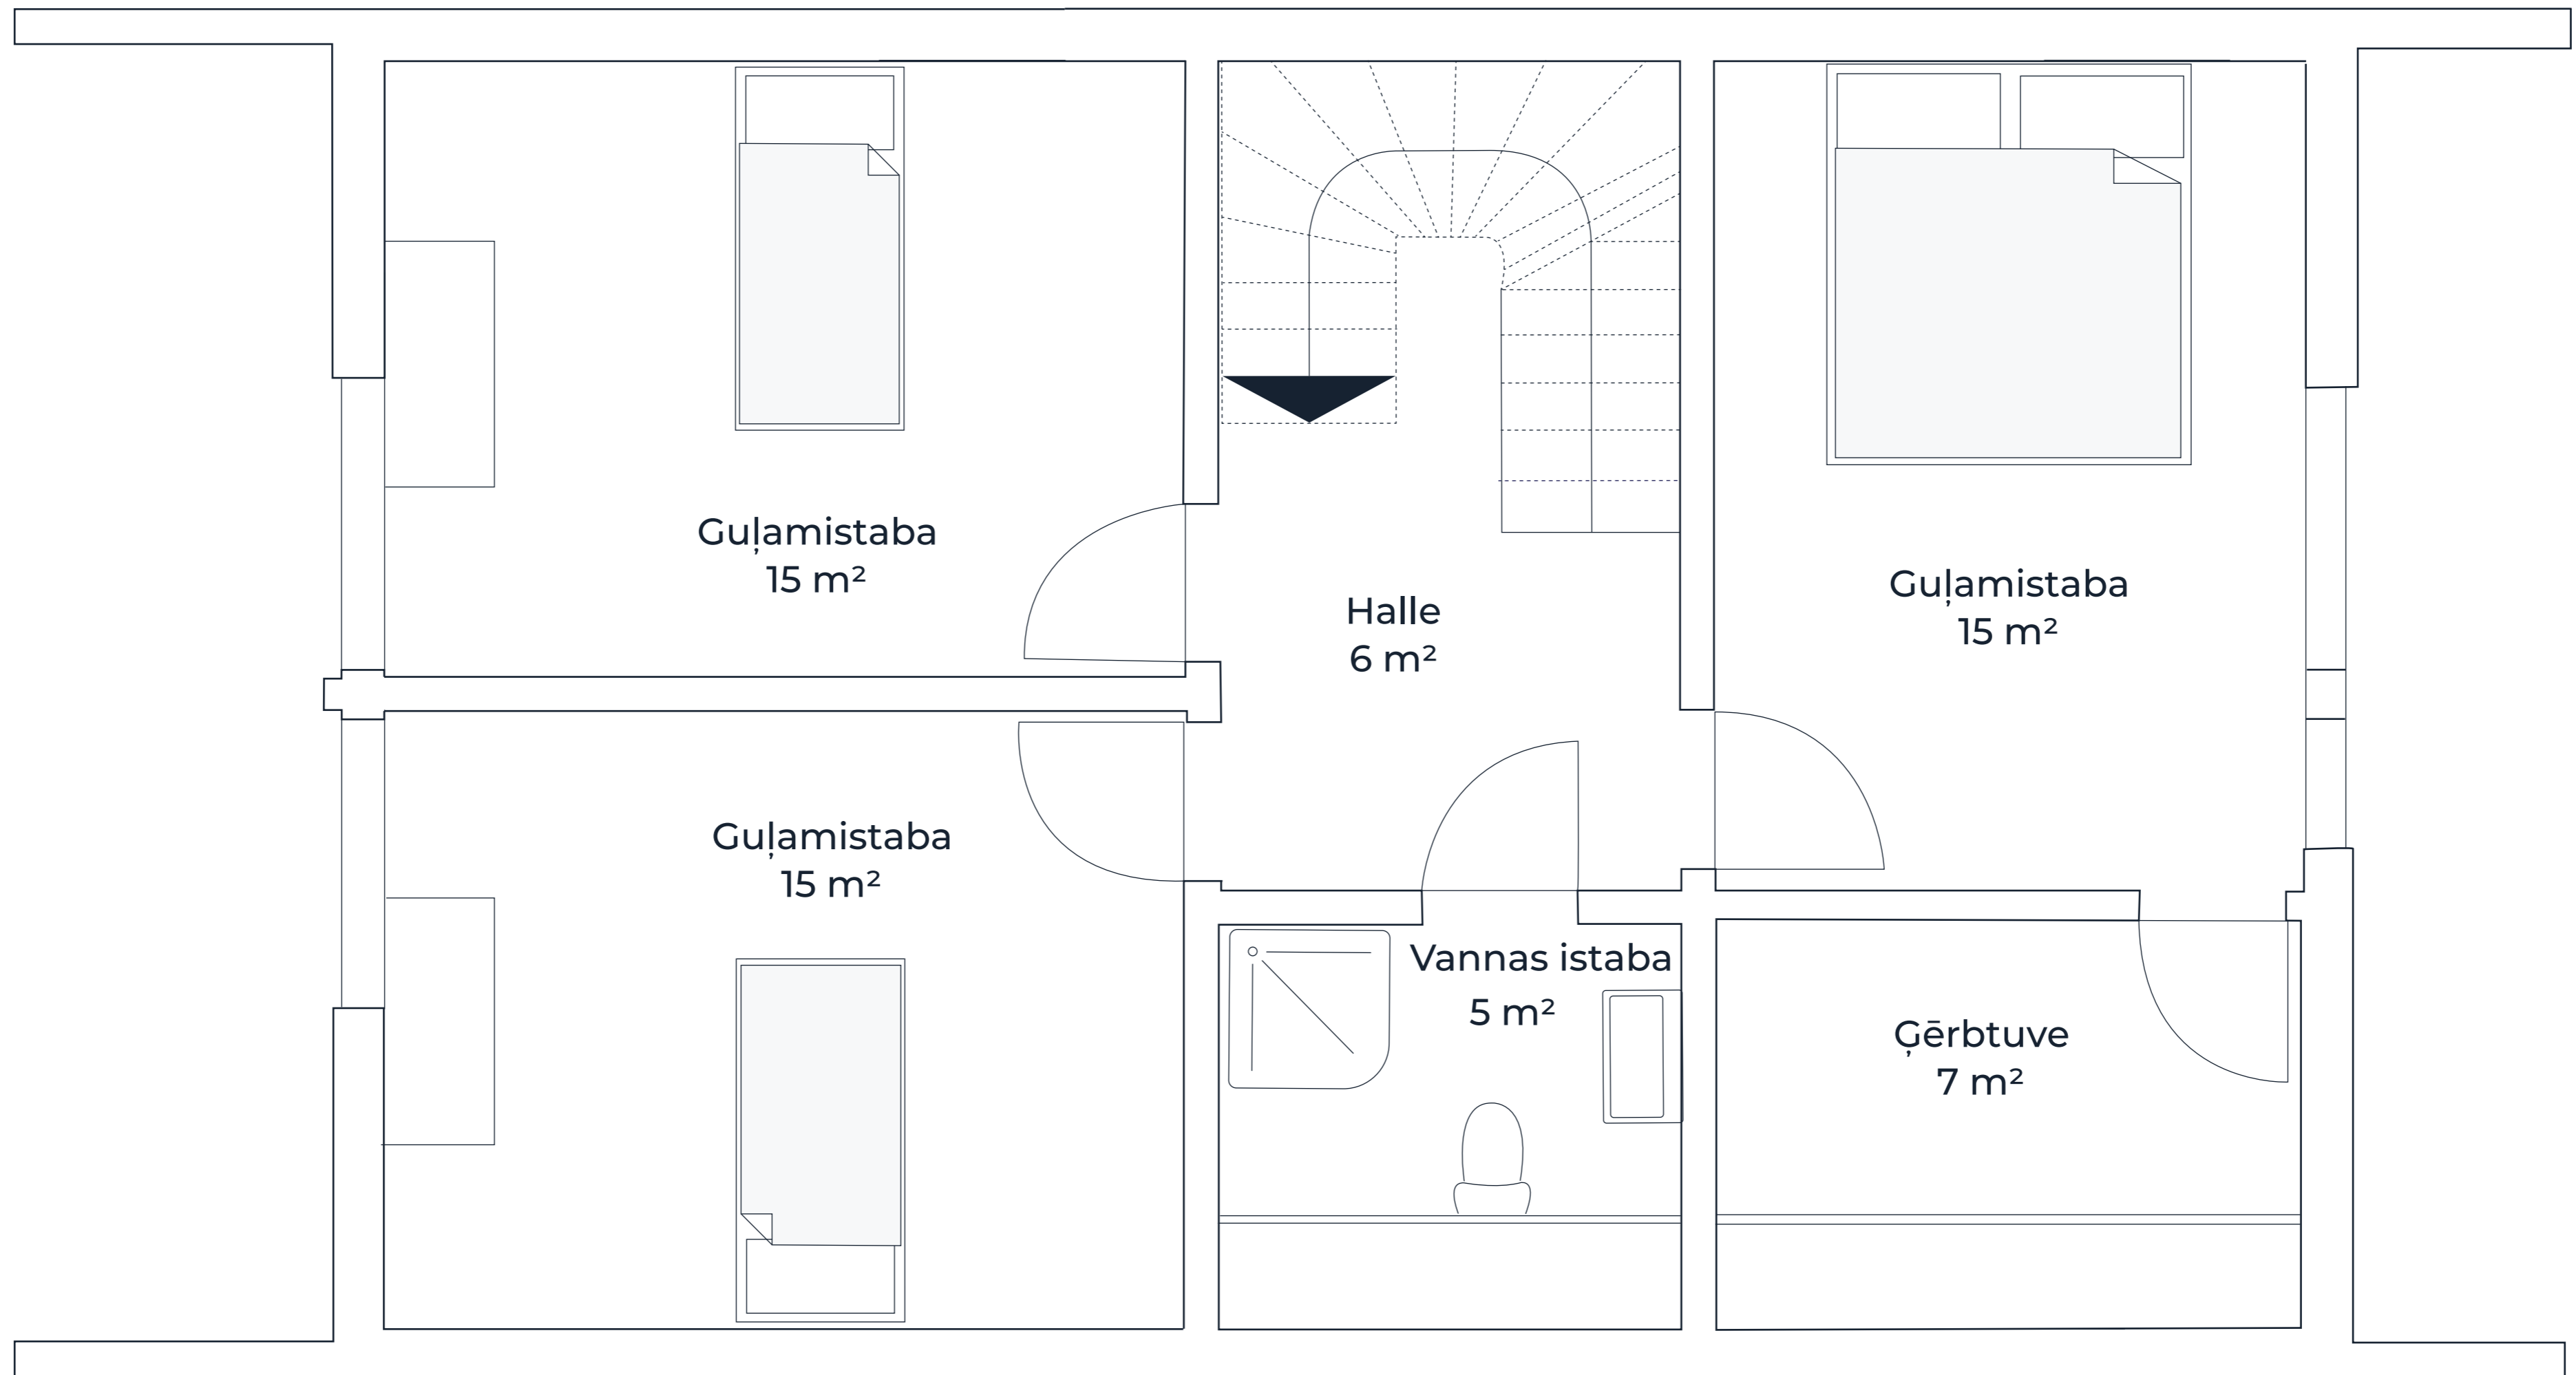 Guļamistaba
15 m²
Halle
6 m²
Guļamistaba
15 m²
Guļamistaba
15 m²
Vannas istaba
5 m²
Ģērbtuve
7 m²